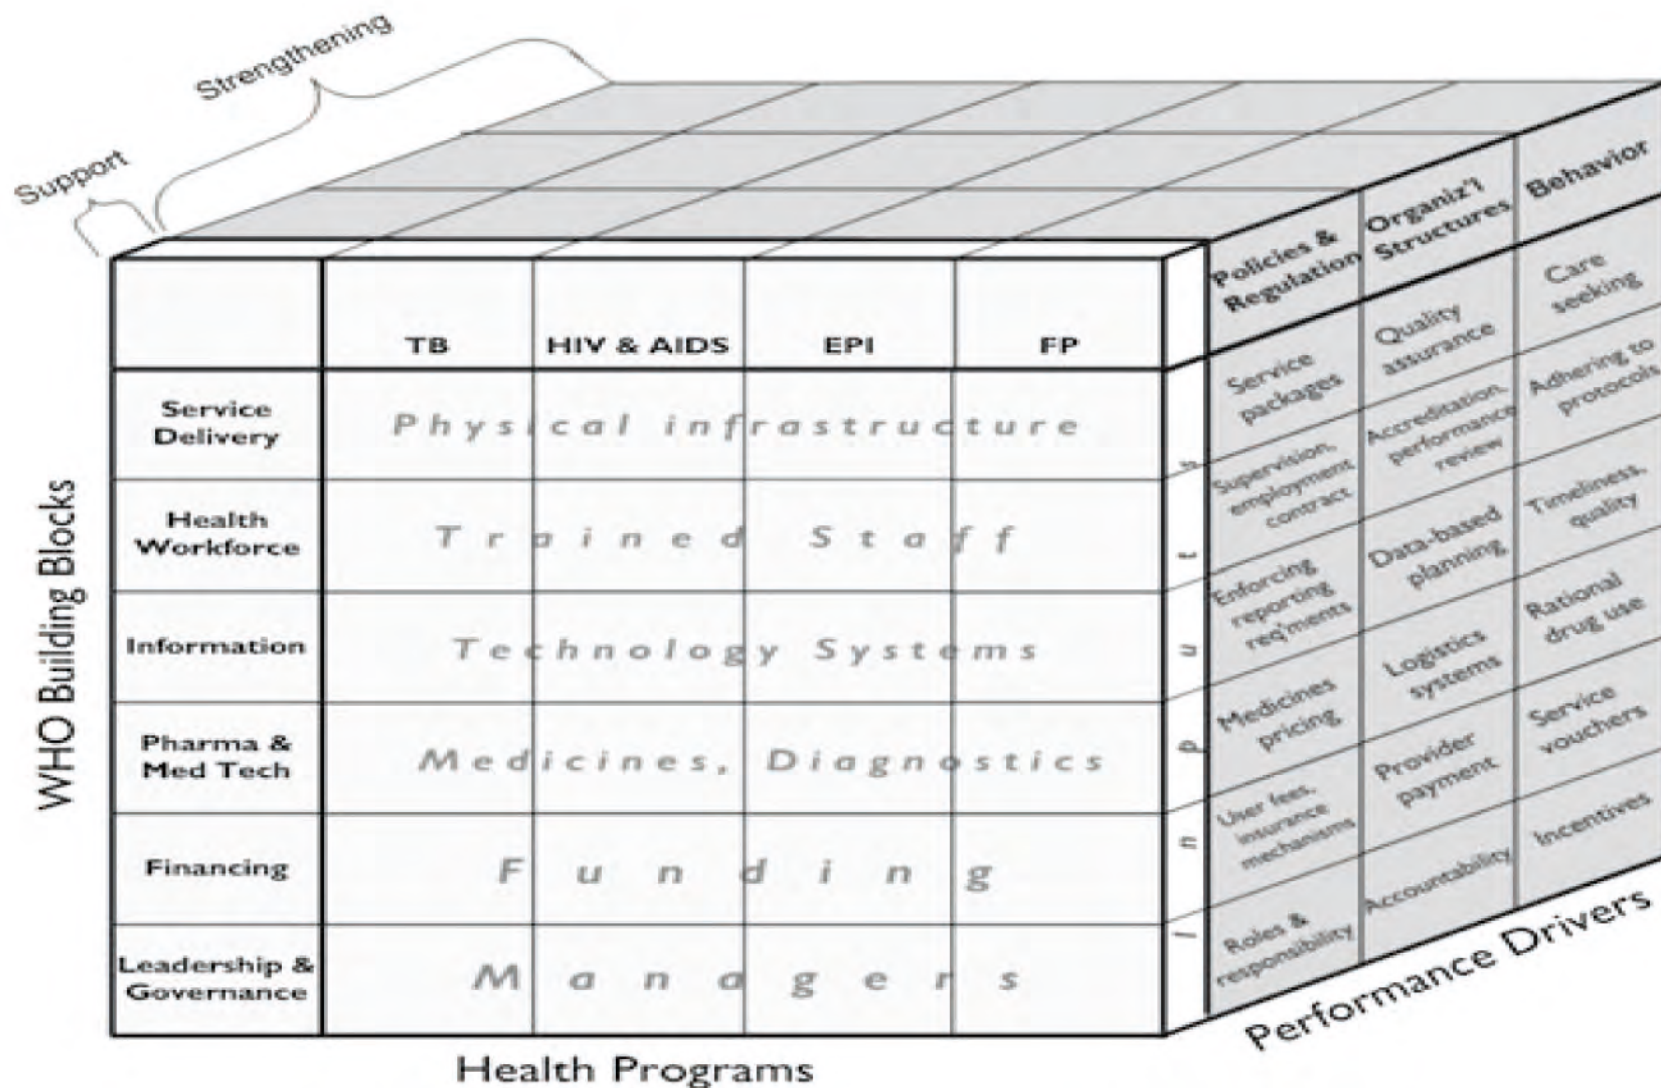 Strengthening
Support
Policies &
Regulation
Organiz'l
Structures
Behavior
TB
HIV & AIDS
EPI
FP
Service
Delivery
Physical infrastructure
Service
packages
Quality
assurance
Care
seeking
Health
Workforce
Trained Staff
Supervision,
employment
contract
Accreditation,
performance
review
Adhering to
protocols
Information
Technology Systems
Enforcing
reporting
req'ments
Data-based
planning
Timeliness,
quality
Pharma &
Med Tech
Medicines, Diagnostics
Medicines
pricing
Logistics
systems
Rational
drug use
Financing
Funding
User fees,
insurance
mechanisms
Provider
payment
Service
vouchers
Leadership &
Governance
Managers
Roles &
responsibility
Accountability
Incentives
Inputs
WHO Building Blocks
Health Programs
Performance Drivers